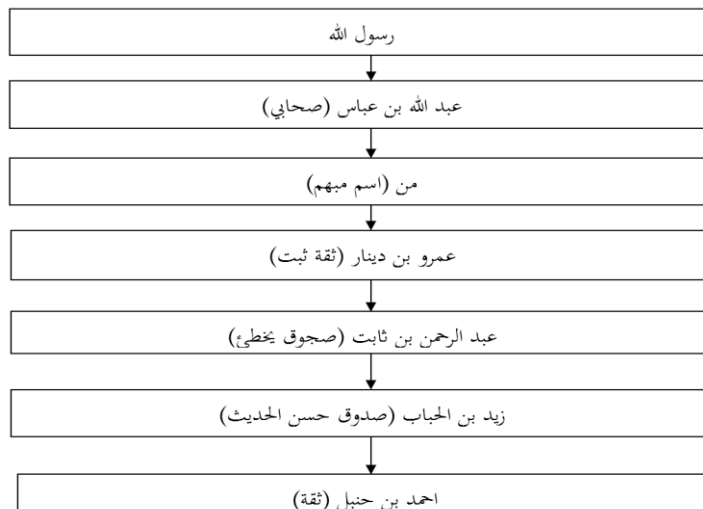 رسول الله
عبد الله بن عباس (صحابي)
من (اسم مبهم)
عمرو بن دينار (ثقة ثبت)
عبد الرحمن بن ثابت (صجوق يخطئ)
زيد بن الحباب (صدوق حسن الحديث)
احمد بن حنبل (ثقة)